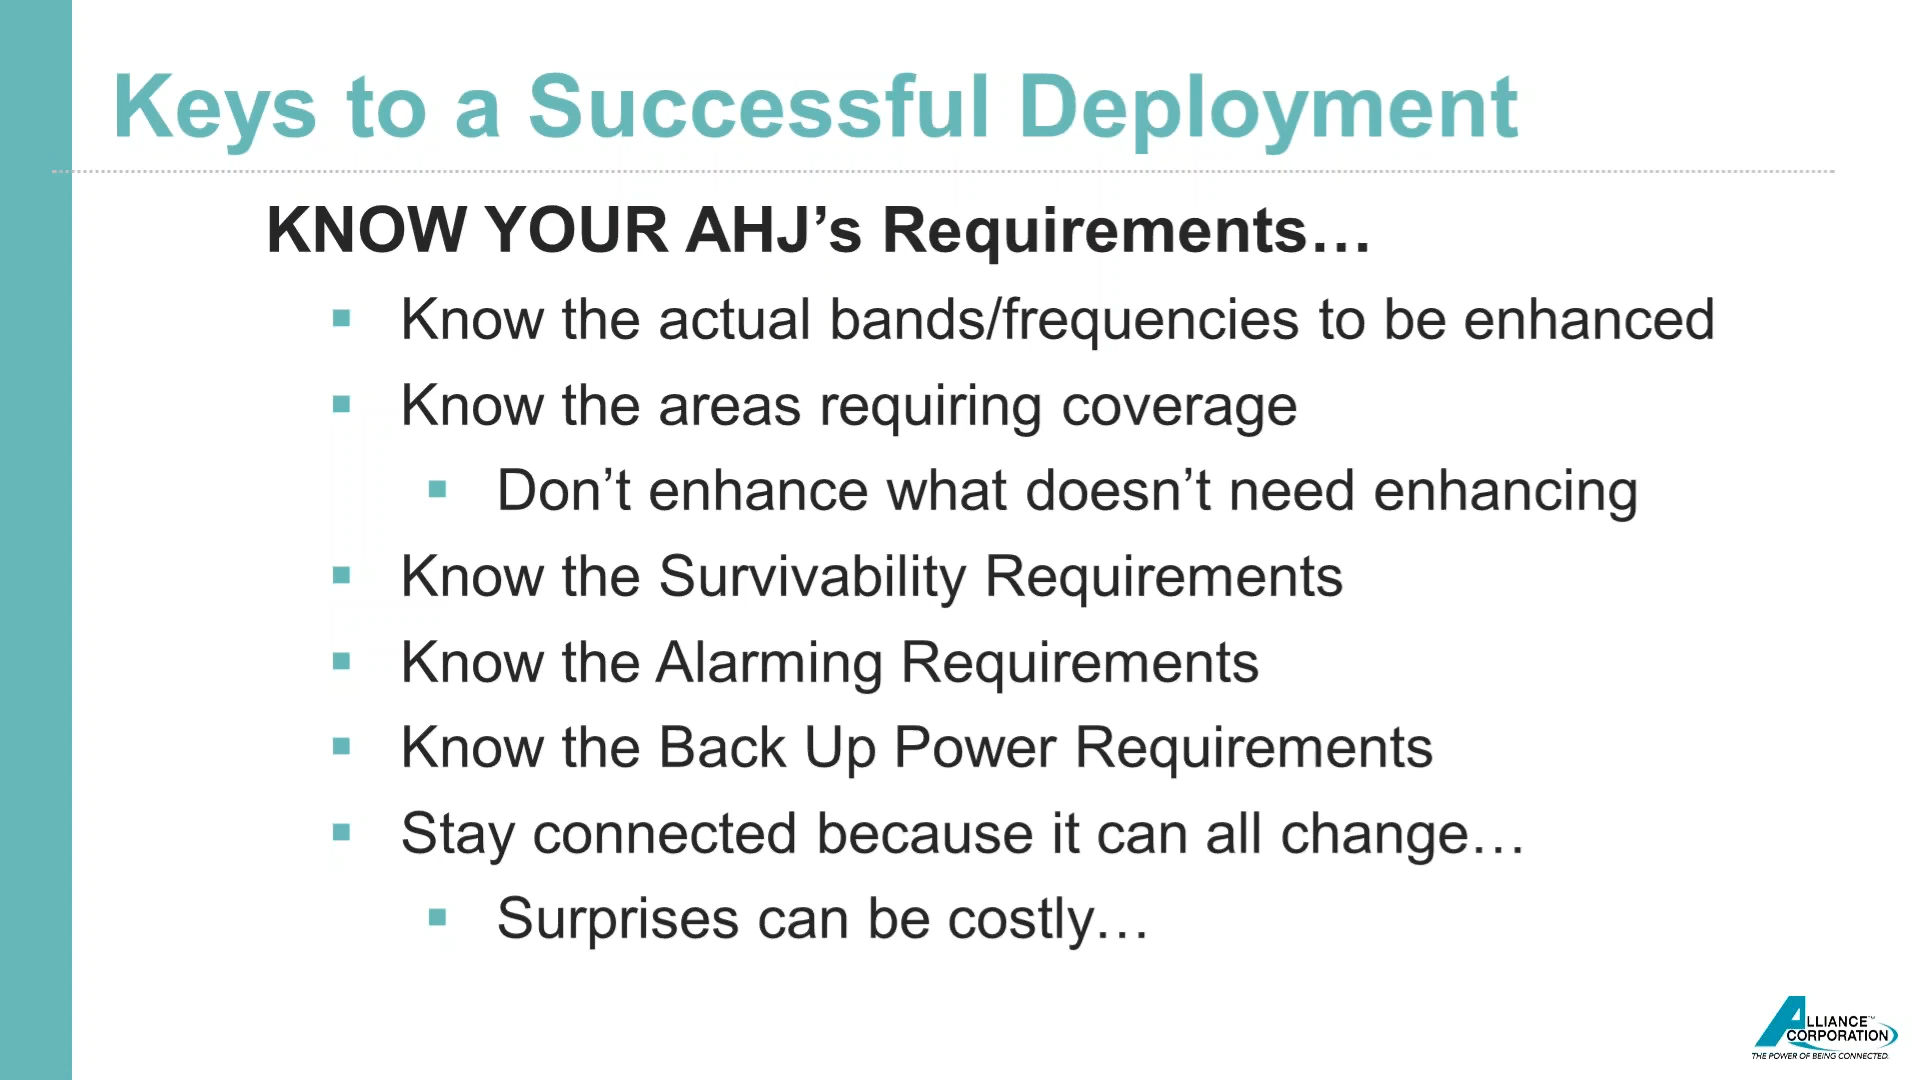 Keys to a Successful Deployment
KNOW YOUR AHJ’s Requirements…
Know the actual bands/frequencies to be enhanced
Know the areas requiring coverage
Don’t enhance what doesn’t need enhancing
Know the Survivability Requirements
Know the Alarming Requirements
Know the Back Up Power Requirements
Stay connected because it can all change…
Surprises can be costly…
ALLIANCE™
CORPORATION
THE POWER OF BEING CONNECTED.